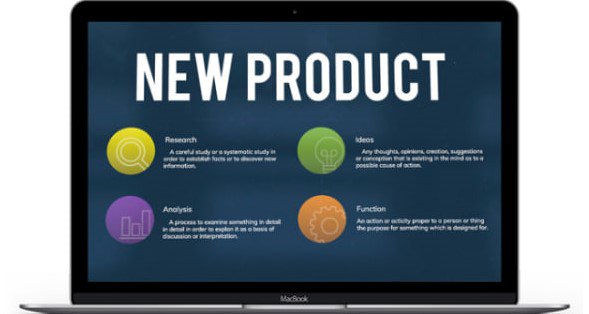 NEW PRODUCT
Research
A careful study or a systematic study in
order to establish facts or to discover new
information.
Ideas
Any thoughts, opinions, creation, suggestions
or conception that is existing in the mind as to a
possible cause of action.
Analysis
A process to examine something in detail
in detail in order to explan it as a basis of
discussion or interpretation.
Function
An action or activity proper to a person or thing
the purpose for something which is designed for.
MacBook